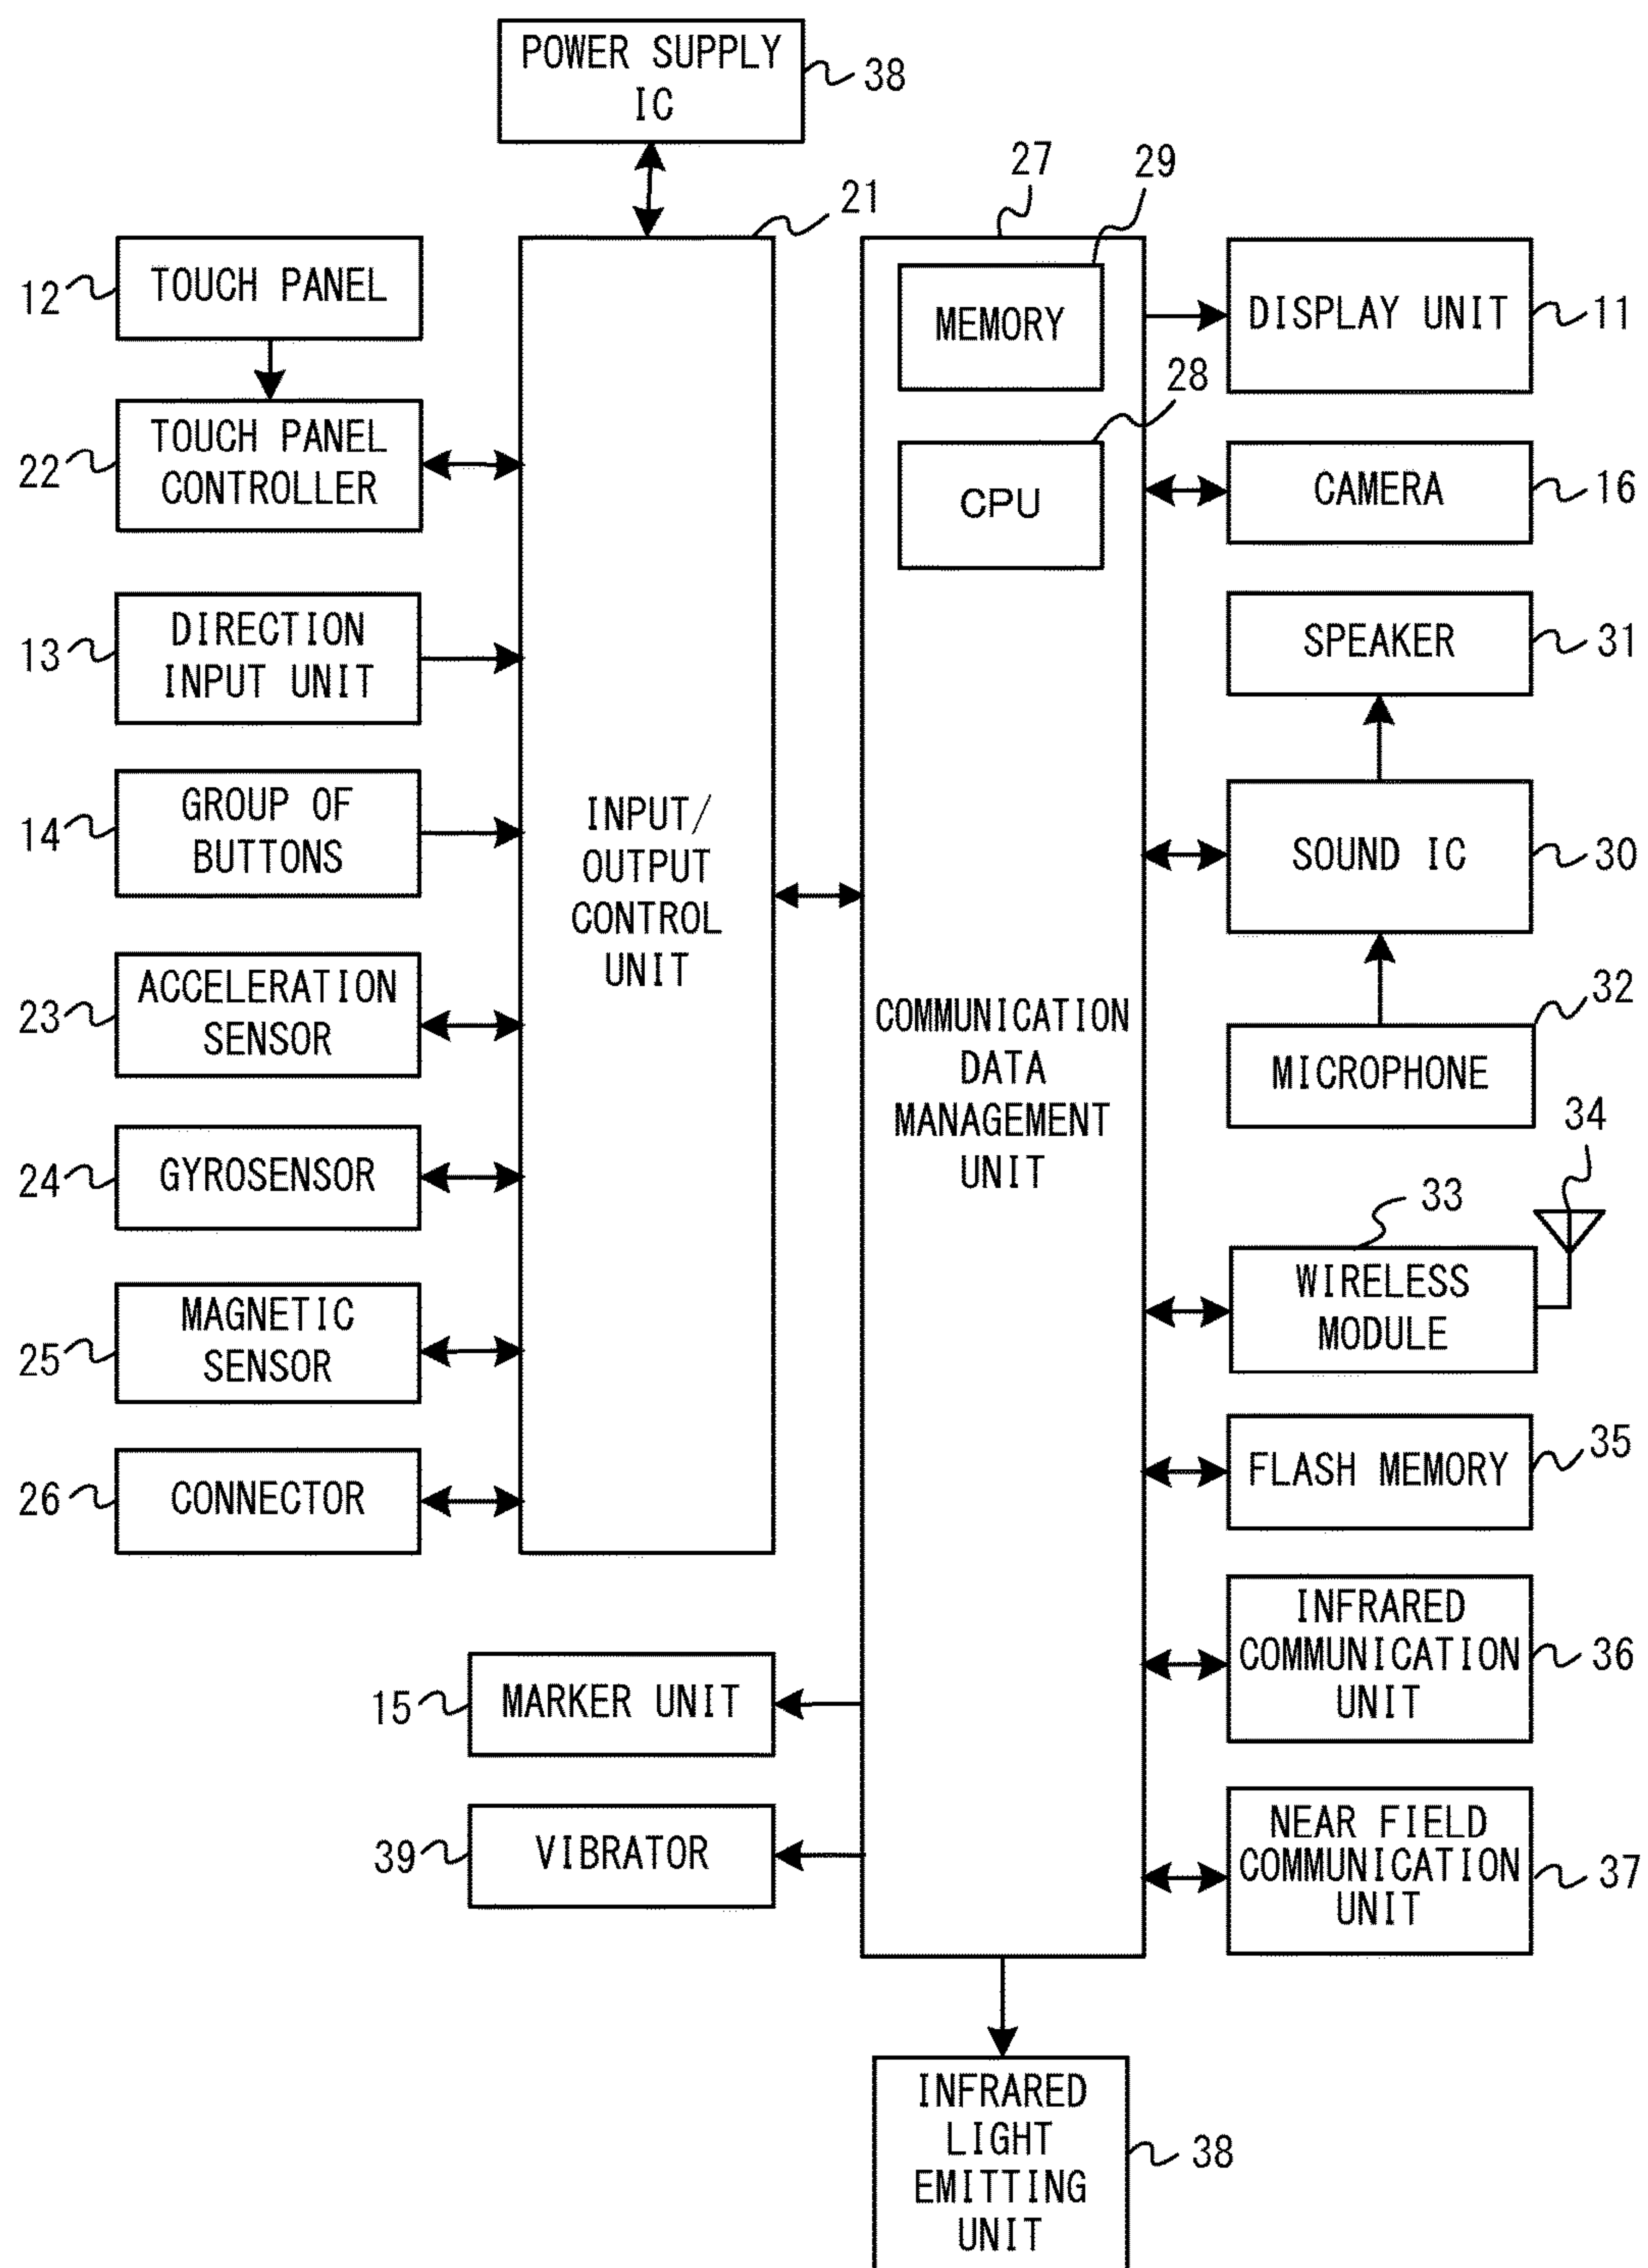 POWER SUPPLY
IC
38
21
27
29
12
TOUCH PANEL
MEMORY
DISPLAY UNIT
11
28
22
TOUCH PANEL
CONTROLLER
CPU
CAMERA
16
13
DIRECTION
INPUT UNIT
SPEAKER
31
14
GROUP OF
BUTTONS
INPUT/
OUTPUT
CONTROL
UNIT
SOUND IC
30
23
ACCELERATION
SENSOR
COMMUNICATION
DATA
MANAGEMENT
UNIT
32
MICROPHONE
34
24
GYROSENSOR
33
WIRELESS
MODULE
25
MAGNETIC
SENSOR
26
CONNECTOR
FLASH MEMORY
35
INFRARED
COMMUNICATION
UNIT
36
15
MARKER UNIT
39
VIBRATOR
NEAR FIELD
COMMUNICATION
UNIT
37
INFRARED
LIGHT
EMITTING
UNIT
38